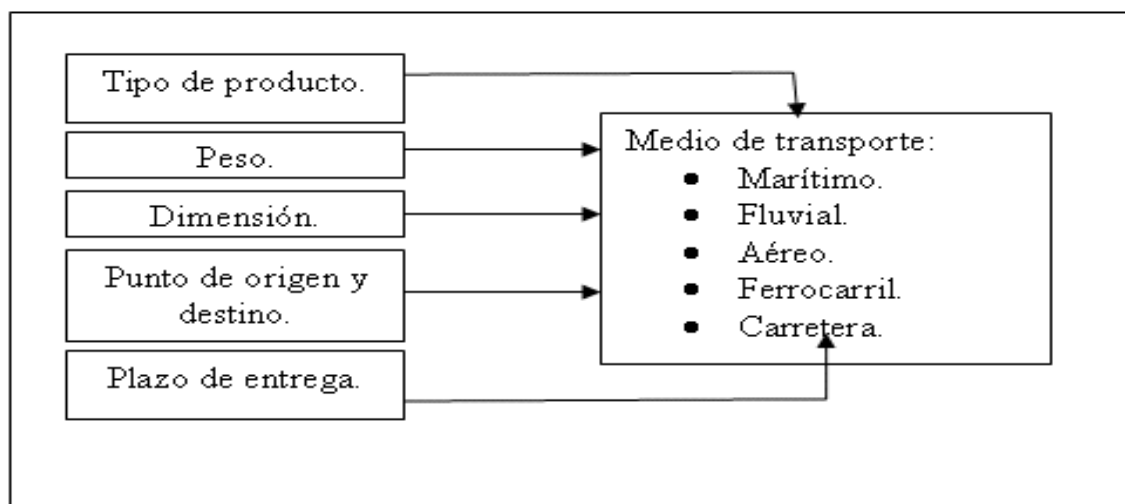 Tipo de producto.
Peso.
Dimensión.
Punto de origen y
destino.
Plazo de entrega.
Medio de transporte:
● Marítimo.
● Fluvial.
● Aéreo.
● Ferrocarril.
● Carretera.